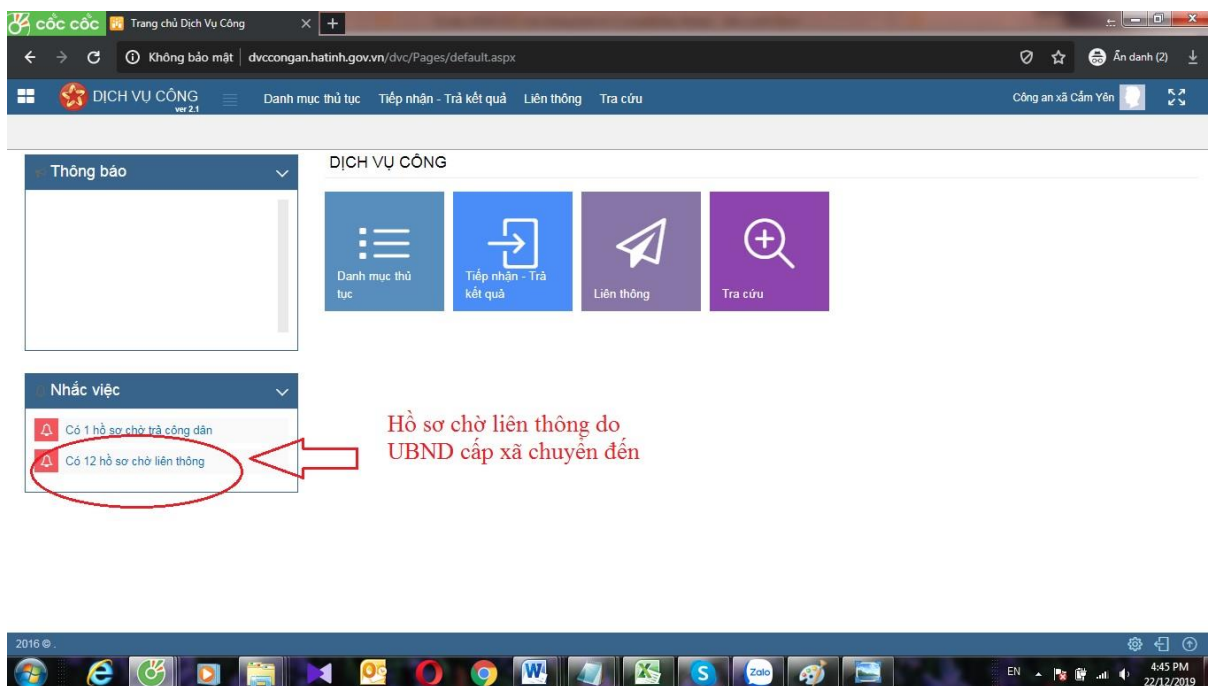 cốc cốc
Trang chủ Dịch Vụ Công
Không bảo mật
dvccongan.hatinh.gov.vn/dvc/Pages/default.aspx
Ẩn danh (2)
DỊCH VỤ CÔNG
ver 2.1
Danh mục thủ tục
Tiếp nhận - Trả kết quả
Liên thông
Tra cứu
Công an xã Cẩm Yên
Thông báo
DỊCH VỤ CÔNG
Danh mục thủ
tục
Tiếp nhận - Trả
kết quả
Liên thông
Tra cứu
Nhắc việc
Có 1 hồ sơ chờ trả công dân
Có 12 hồ sơ chờ liên thông
Hồ sơ chờ liên thông do
UBND cấp xã chuyển đến
2016 © .
Zalo
EN
4:45 PM
22/12/2019